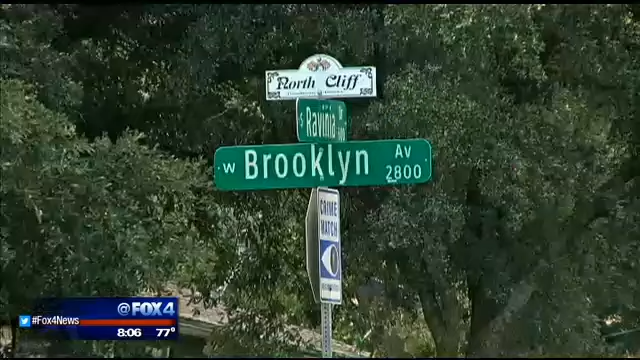 North Cliff
S Ravinia Dr
W Brooklyn Av
2800
CRIME
WATCH
@FOX4
#Fox4News
8:06 77°